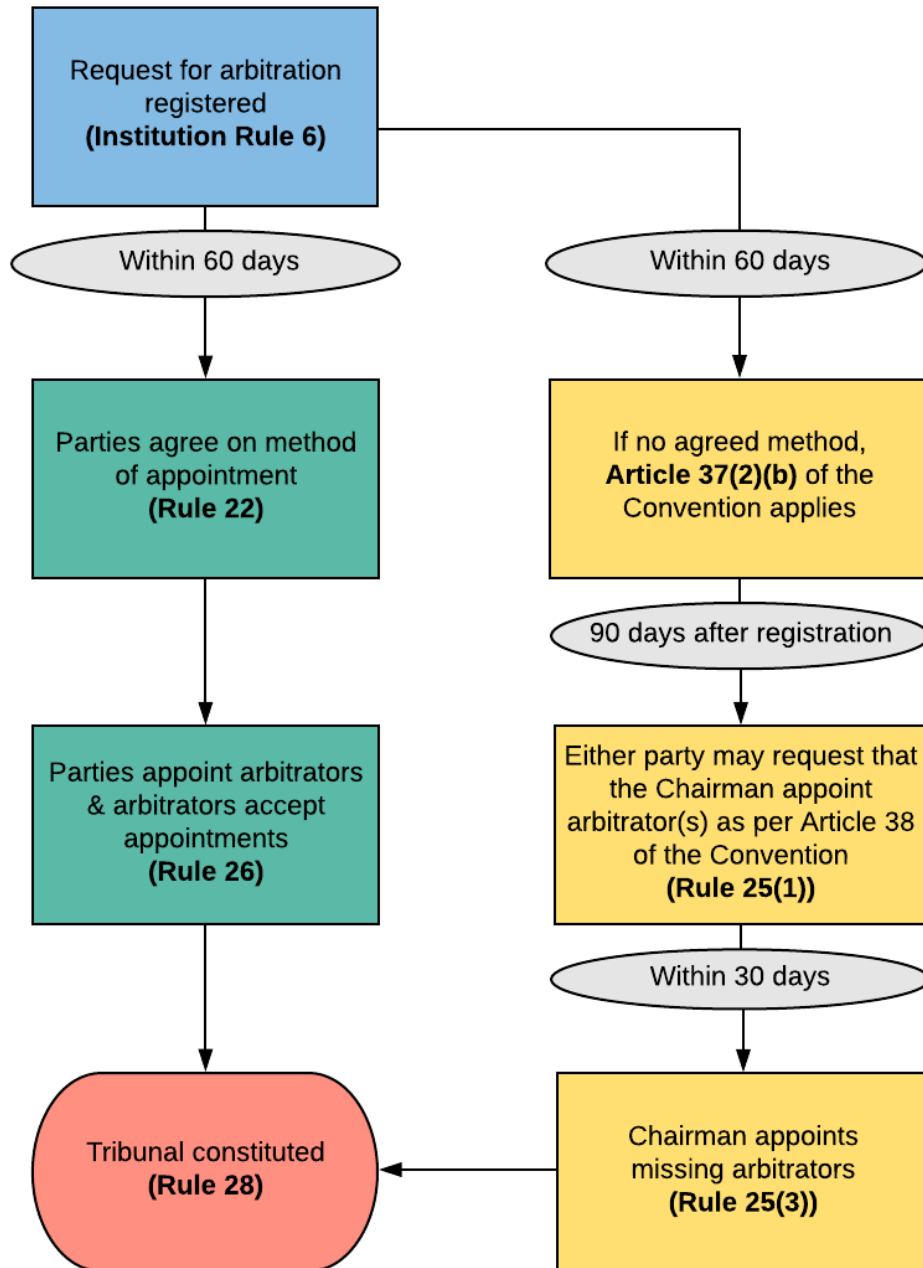 Request for arbitration
registered
(Institution Rule 6)
Within 60 days
Within 60 days
Parties agree on method
of appointment
(Rule 22)
If no agreed method,
Article 37(2)(b) of the
Convention applies
90 days after registration
Parties appoint arbitrators
& arbitrators accept
appointments
(Rule 26)
Either party may request that
the Chairman appoint
arbitrator(s) as per Article 38
of the Convention
(Rule 25(1))
Within 30 days
Tribunal constituted
(Rule 28)
Chairman appoints
missing arbitrators
(Rule 25(3))